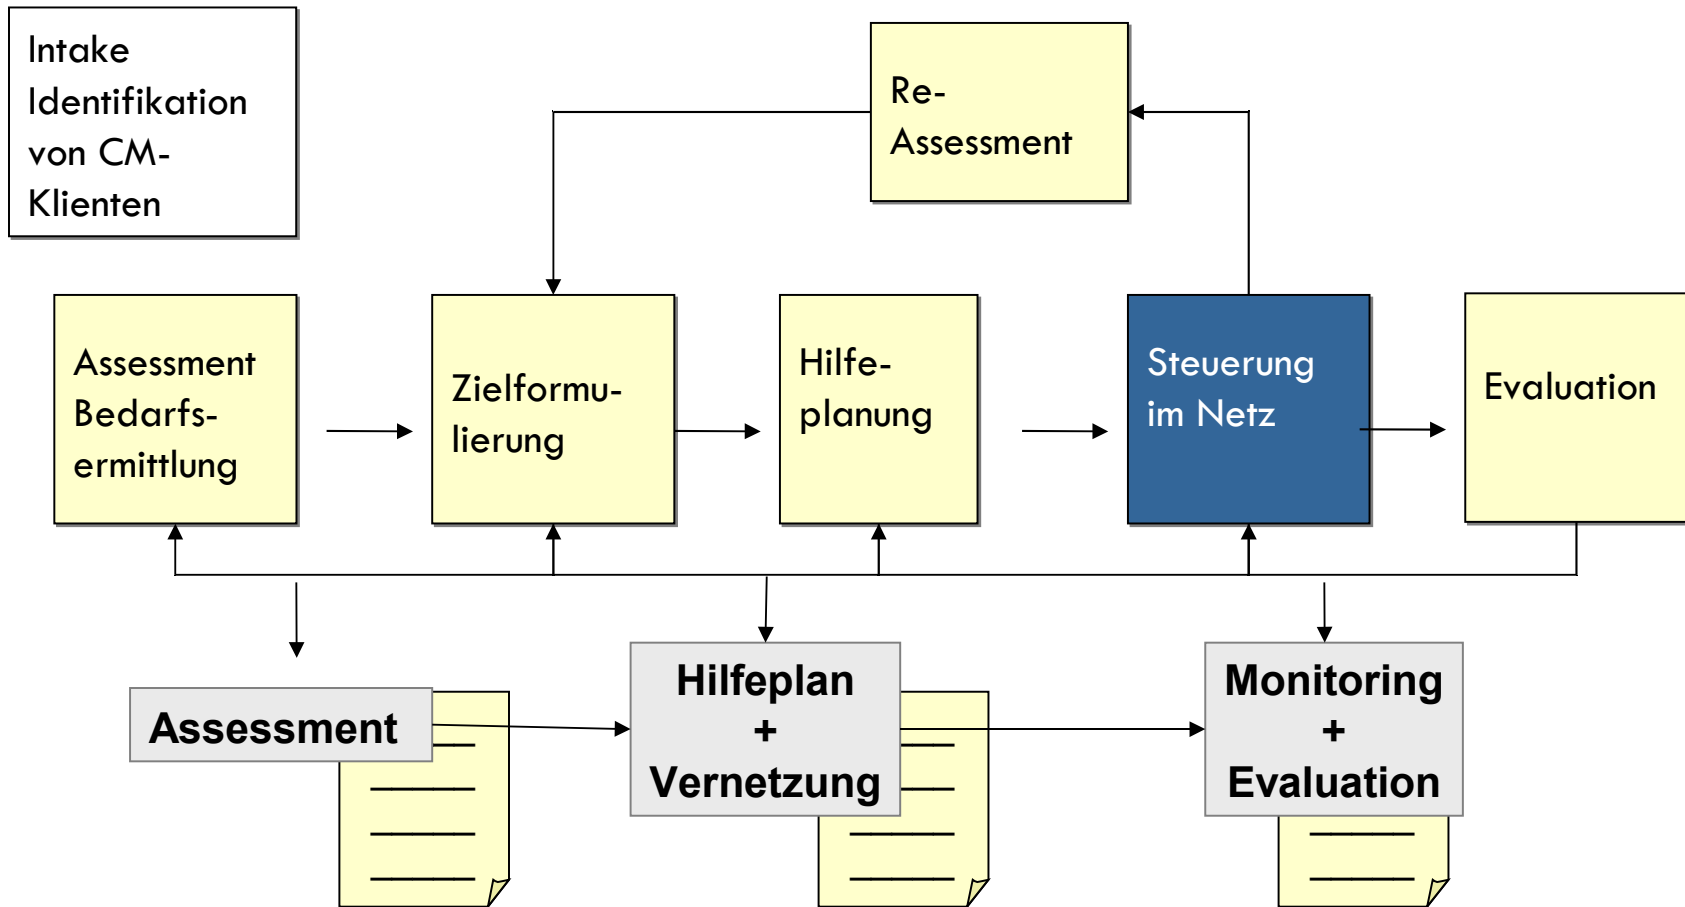 Intake
Identifikation
von CM-
Klienten
Re-
Assessment
Assessment
Bedarfs-
ermittlung
Zielformu-
lierung
Hilfe-
planung
Steuerung
im Netz
Evaluation
Assessment
Hilfeplan
+
Vernetzung
Monitoring
+
Evaluation